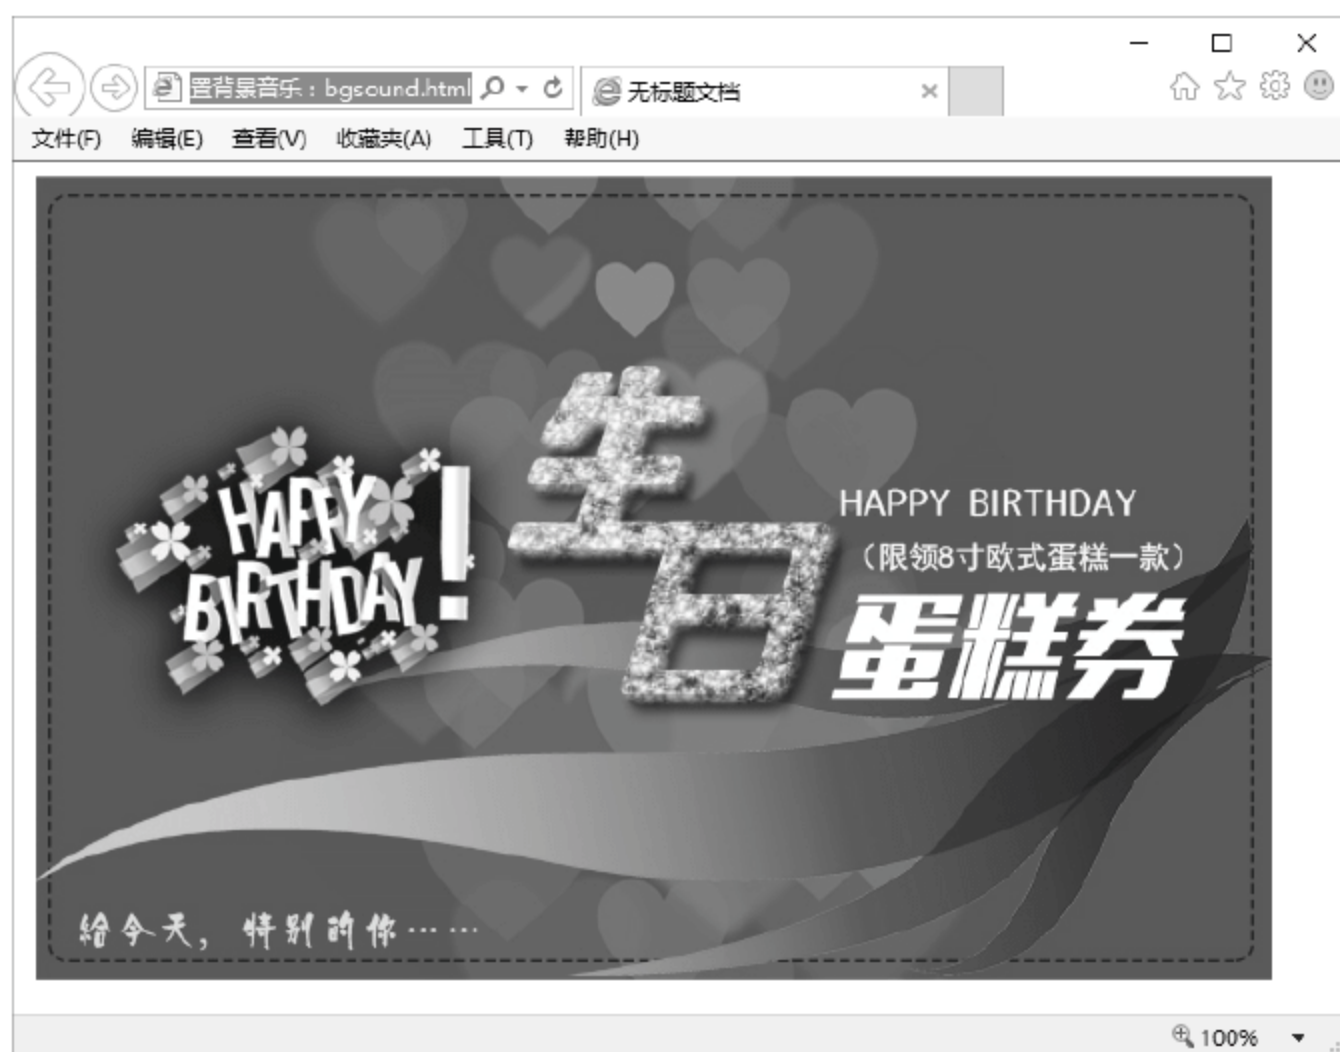 置背景音乐：bgsound.html
无标题文档
文件(F) 编辑(E) 查看(V) 收藏夹(A) 工具(T) 帮助(H)
HAPPY
BIRTHDAY!
生日
HAPPY BIRTHDAY
（限领8寸欧式蛋糕一款）
蛋糕券
给今天，特别的你……
100%